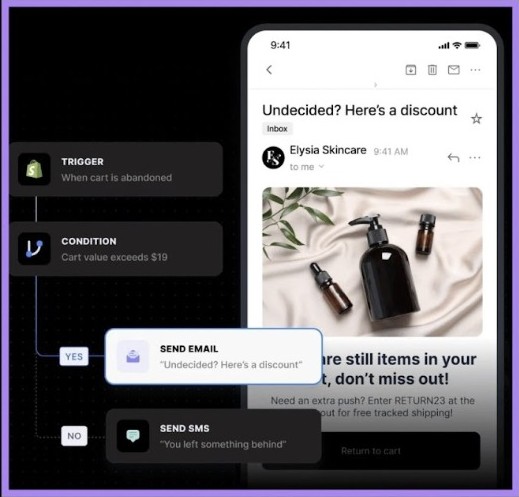 9:41
Undecided? Here's a discount
Inbox
Elysia Skincare 9:41 AM
to me
TRIGGER
When cart is abandoned
CONDITION
Cart value exceeds $19
YES
SEND EMAIL
"Undecided? Here's a discount"
NO
SEND SMS
"You left something behind"
are still items in your
t, don't miss out!
Need an extra push? Enter RETURN23 at the
out for free tracked shipping!
Return to cart